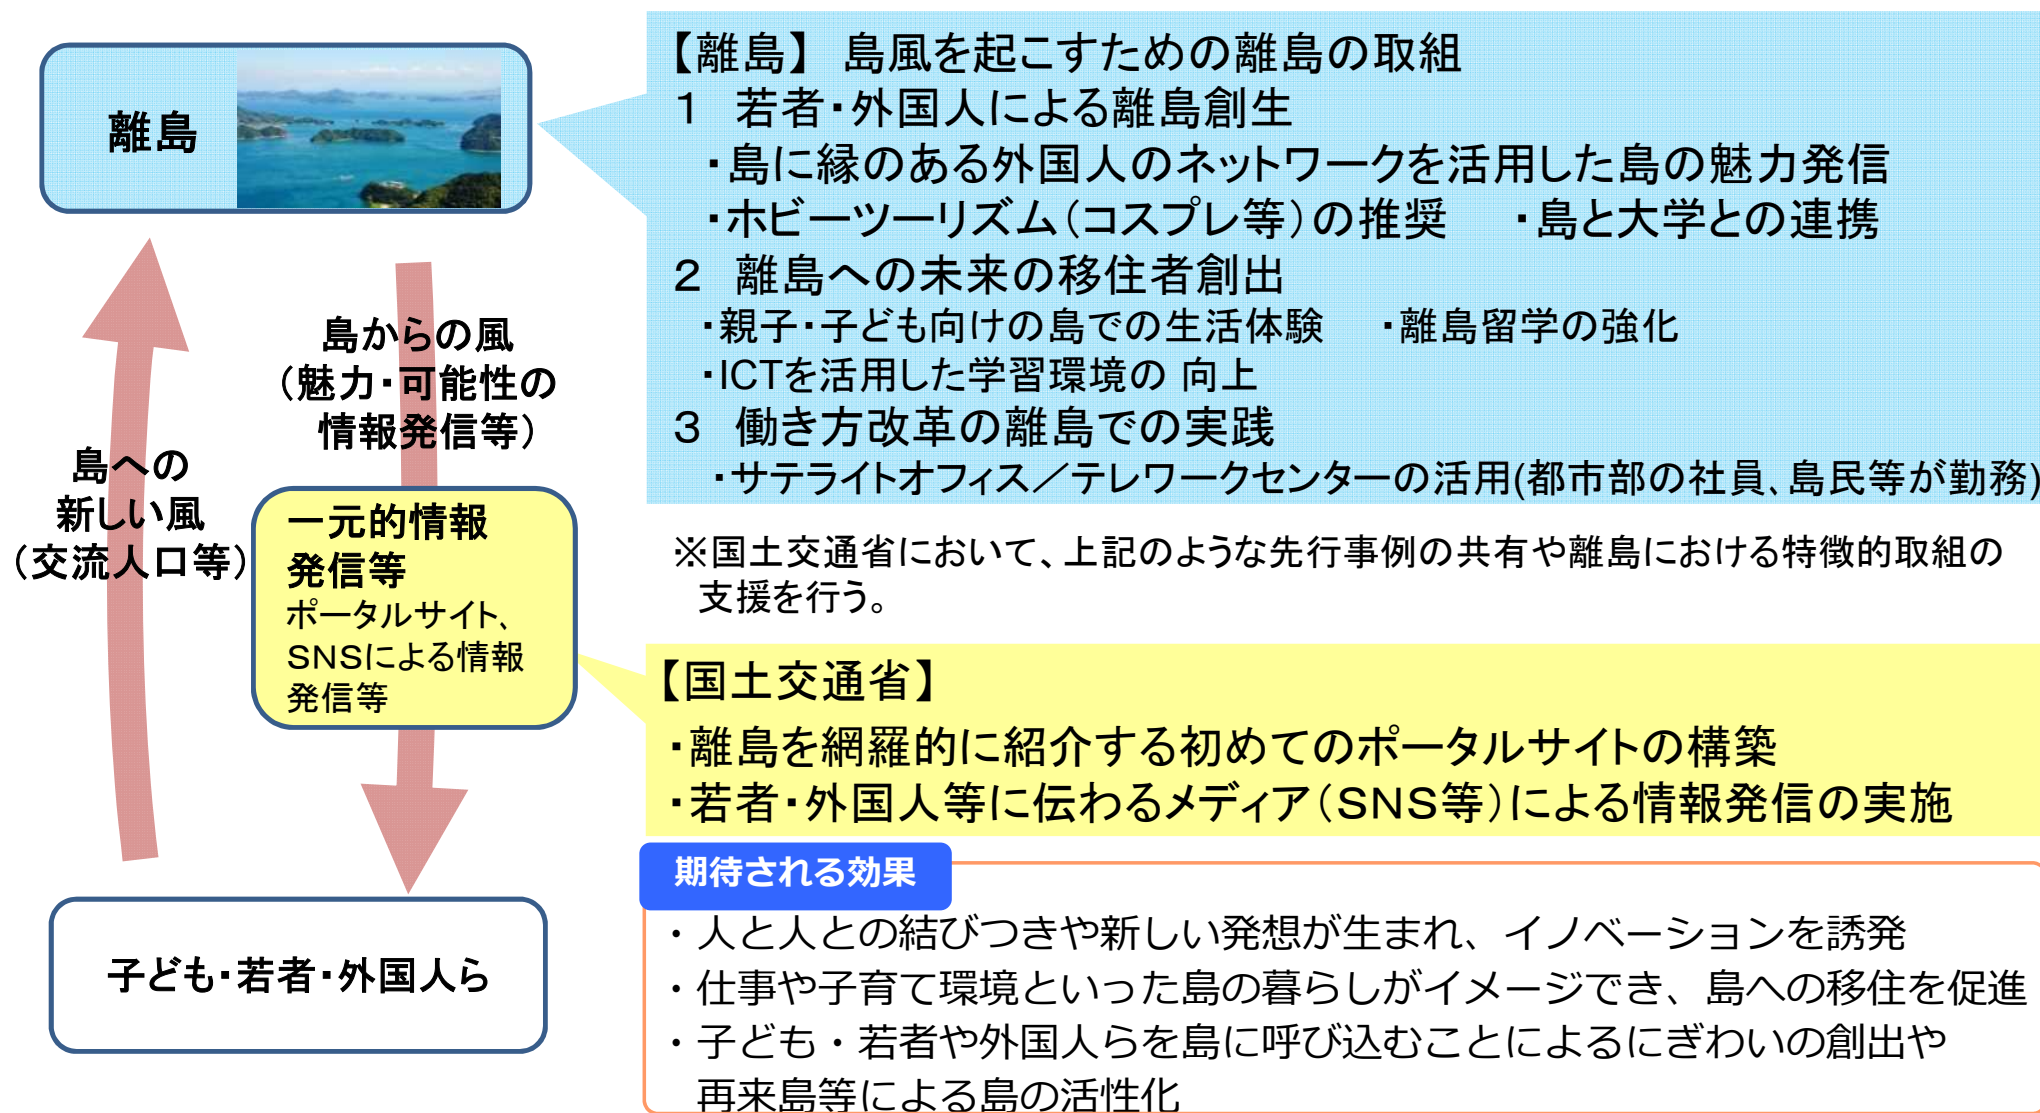 離島
島からの風
（魅力・可能性の
情報発信等）
島への
新しい風
（交流人口等）
一元的情報
発信等
ポータルサイト、
SNSによる情報
発信等
子ども・若者・外国人ら
【離島】 島風を起こすための離島の取組
１ 若者・外国人による離島創生
・島に縁のある外国人のネットワークを活用した島の魅力発信
・ホビーツーリズム（コスプレ等）の推奨 ・島と大学との連携
２ 離島への未来の移住者創出
・親子・子ども向けの島での生活体験 ・離島留学の強化
・ICTを活用した学習環境の 向上
３ 働き方改革の離島での実践
・サテライトオフィス／テレワークセンターの活用(都市部の社員、島民等が勤務)
※国土交通省において、上記のような先行事例の共有や離島における特徴的取組の
支援を行う。
【国土交通省】
・離島を網羅的に紹介する初めてのポータルサイトの構築
・若者・外国人等に伝わるメディア（SNS等）による情報発信の実施
期待される効果
・人と人との結びつきや新しい発想が生まれ、イノベーションを誘発
・仕事や子育て環境といった島の暮らしがイメージでき、島への移住を促進
・子ども・若者や外国人らを島に呼び込むことによるにぎわいの創出や
再来島等による島の活性化